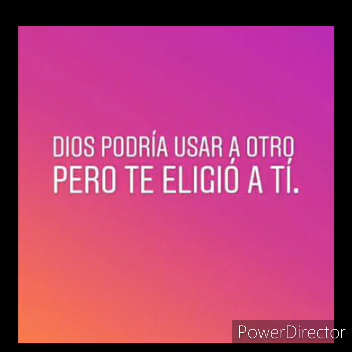 DIOS PODRÍA USAR A OTRO
PERO TE ELIGIÓ A TÍ.
PowerDirector